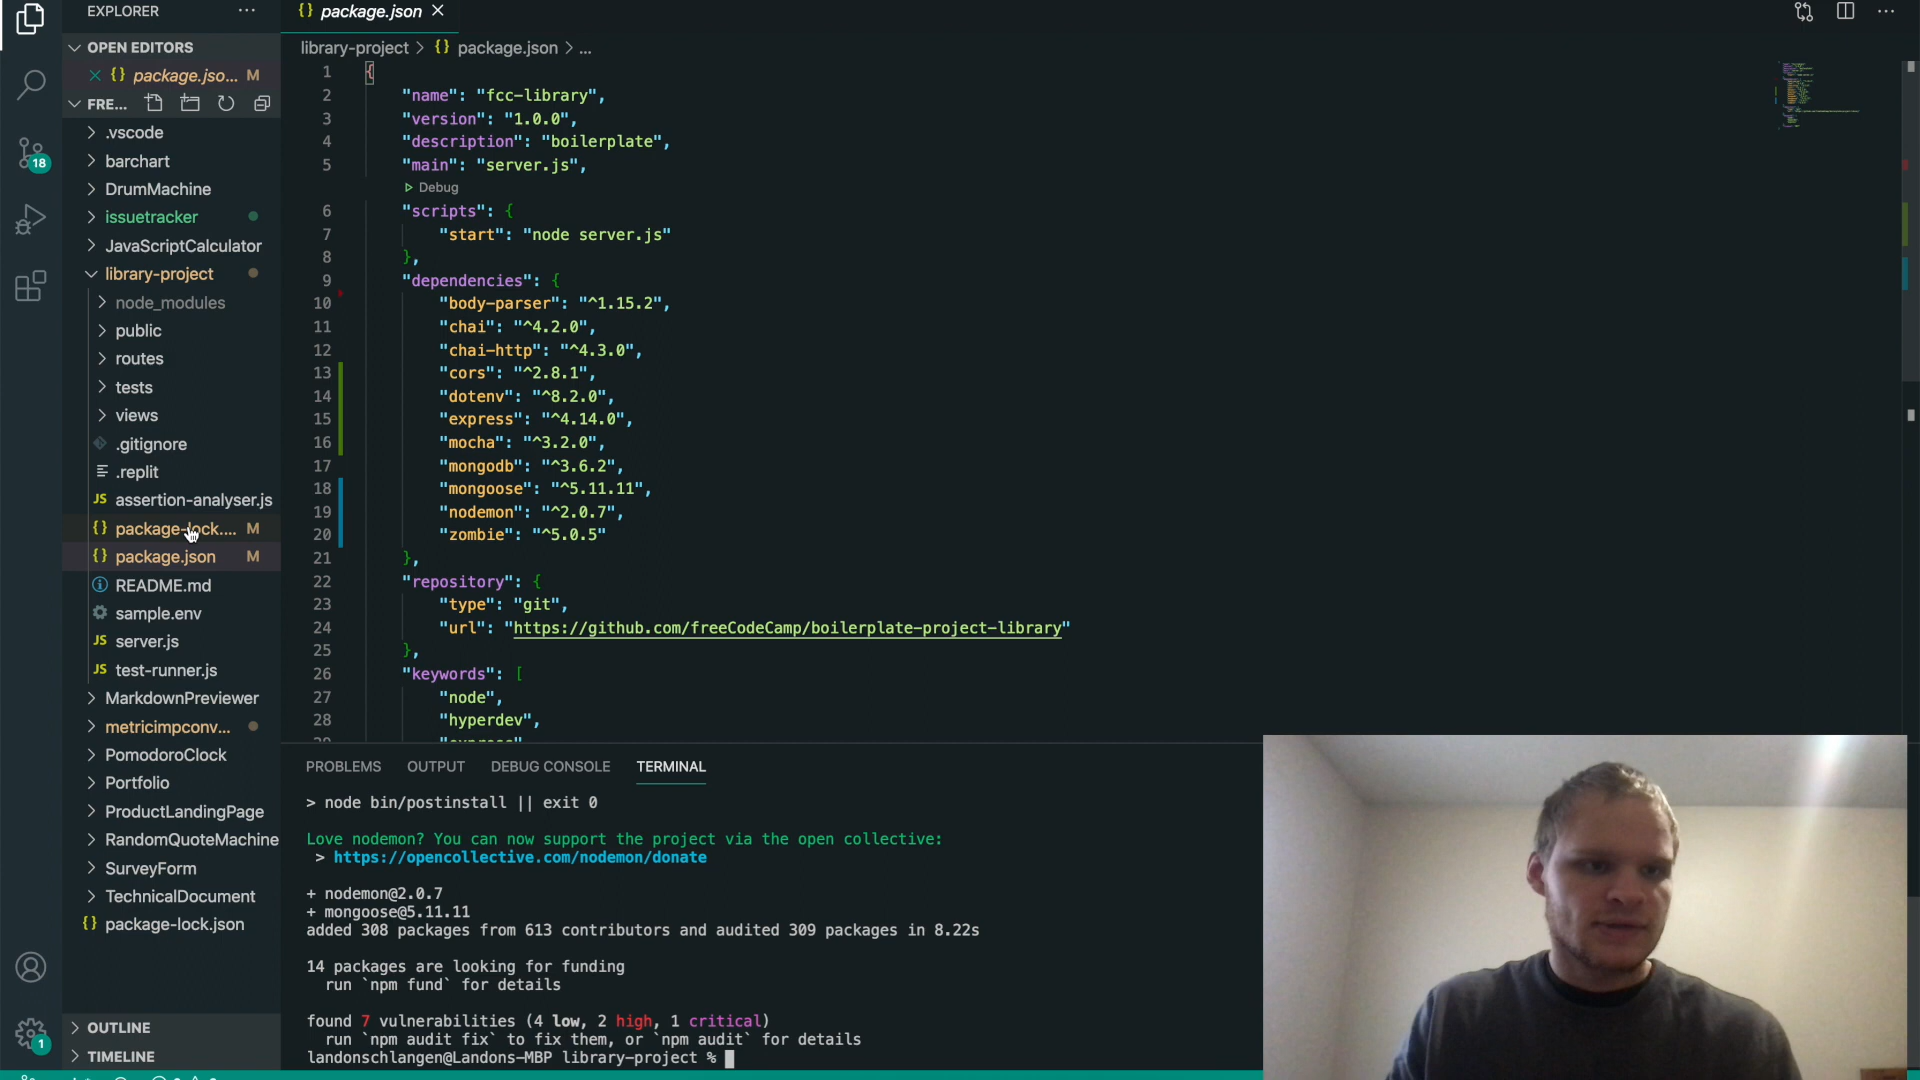 EXPLORER
OPEN EDITORS
package.jso... M
FRE...
.vscode
barchart
DrumMachine
issuetracker
JavaScriptCalculator
library-project
node_modules
public
routes
tests
views
.gitignore
.replit
JS assertion-analyser.js
{} package-lock.... M
{} package.json M
README.md
sample.env
JS server.js
JS test-runner.js
MarkdownPreviewer
metricimpconv...
PomodoroClock
Portfolio
ProductLandingPage
RandomQuoteMachine
SurveyForm
TechnicalDocument
{} package-lock.json
OUTLINE
TIMELINE
18
1
{} package.json
library-project > {} package.json > ...
1 {
2 "name": "fcc-library",
3 "version": "1.0.0",
4 "description": "boilerplate",
5 "main": "server.js",
Debug
6 "scripts": {
7 "start": "node server.js"
8 },
9 "dependencies": {
10 "body-parser": "^1.15.2",
11 "chai": "^4.2.0",
12 "chai-http": "^4.3.0",
13 "cors": "^2.8.1",
14 "dotenv": "^8.2.0",
15 "express": "^4.14.0",
16 "mocha": "^3.2.0",
17 "mongodb": "^3.6.2",
18 "mongoose": "^5.11.11",
19 "nodemon": "^2.0.7",
20 "zombie": "^5.0.5"
21 },
22 "repository": {
23 "type": "git",
24 "url": "https://github.com/freeCodeCamp/boilerplate-project-library"
25 },
26 "keywords": [
27 "node",
28 "hyperdev",
29 "express"
PROBLEMS OUTPUT DEBUG CONSOLE TERMINAL
> node bin/postinstall || exit 0
Love nodemon? You can now support the project via the open collective:
> https://opencollective.com/nodemon/donate
+ nodemon@2.0.7
+ mongoose@5.11.11
added 308 packages from 613 contributors and audited 309 packages in 8.22s
14 packages are looking for funding
run `npm fund` for details
found 7 vulnerabilities (4 low, 2 high, 1 critical)
run `npm audit fix` to fix them, or `npm audit` for details
landonschlangen@Landons-MBP library-project %